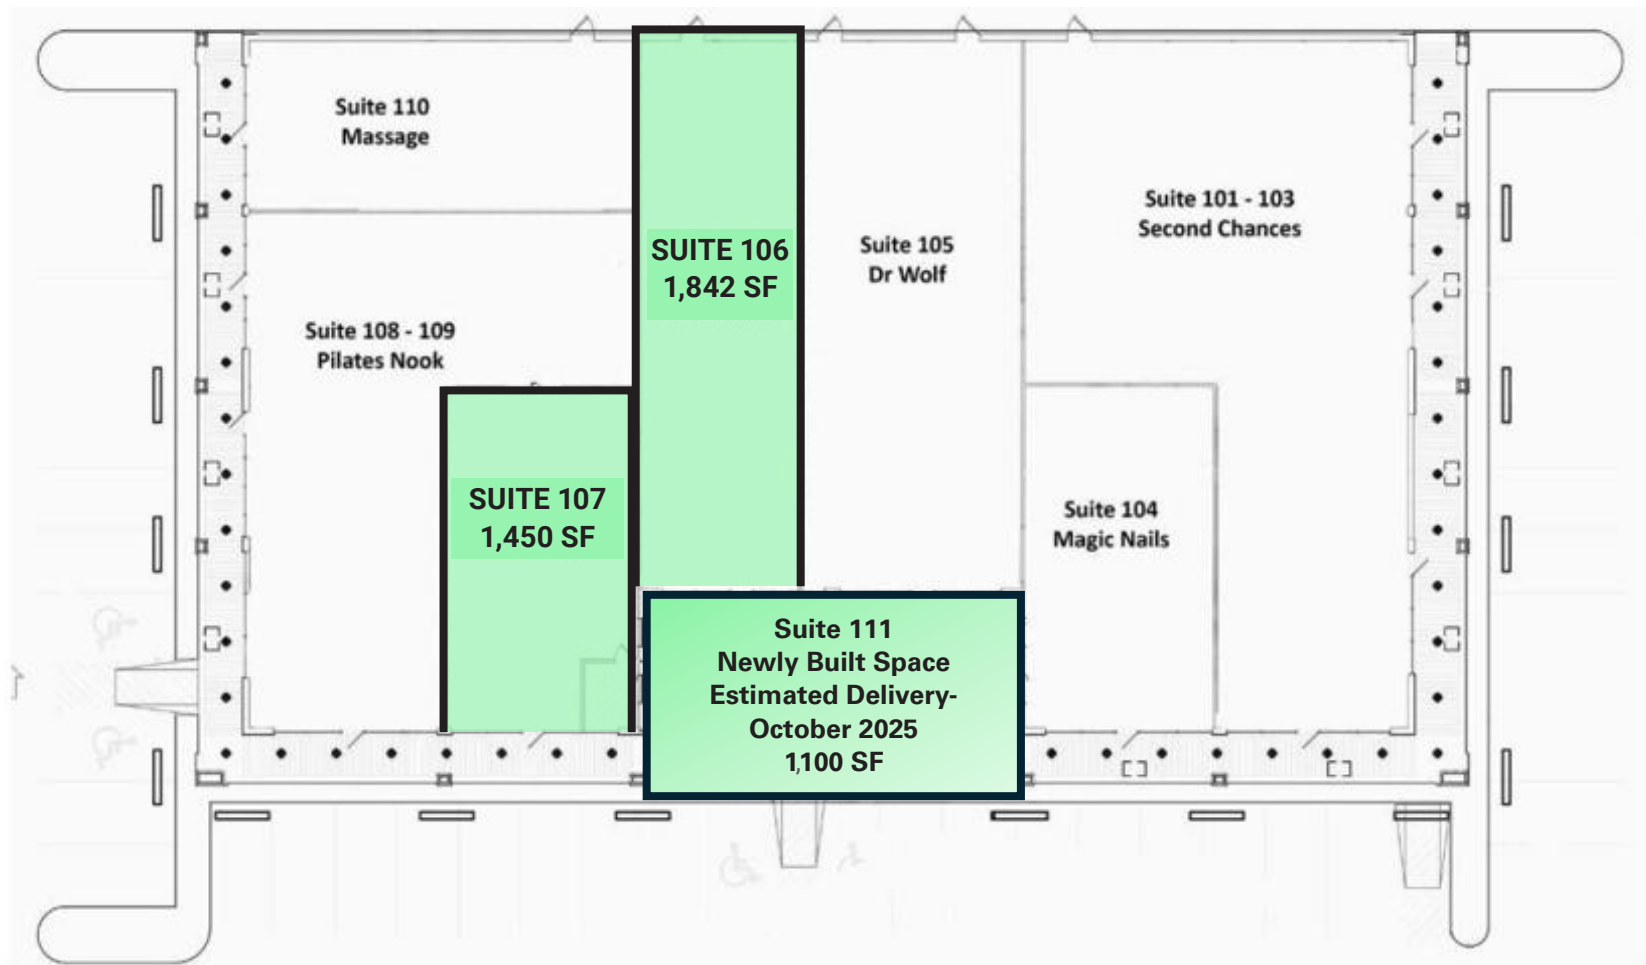 Suite 110
Massage
SUITE 106
1,842 SF
Suite 105
Dr Wolf
Suite 101 - 103
Second Chances
Suite 108 - 109
Pilates Nook
SUITE 107
1,450 SF
Suite 104
Magic Nails
Suite 111
Newly Built Space
Estimated Delivery-
October 2025
1,100 SF